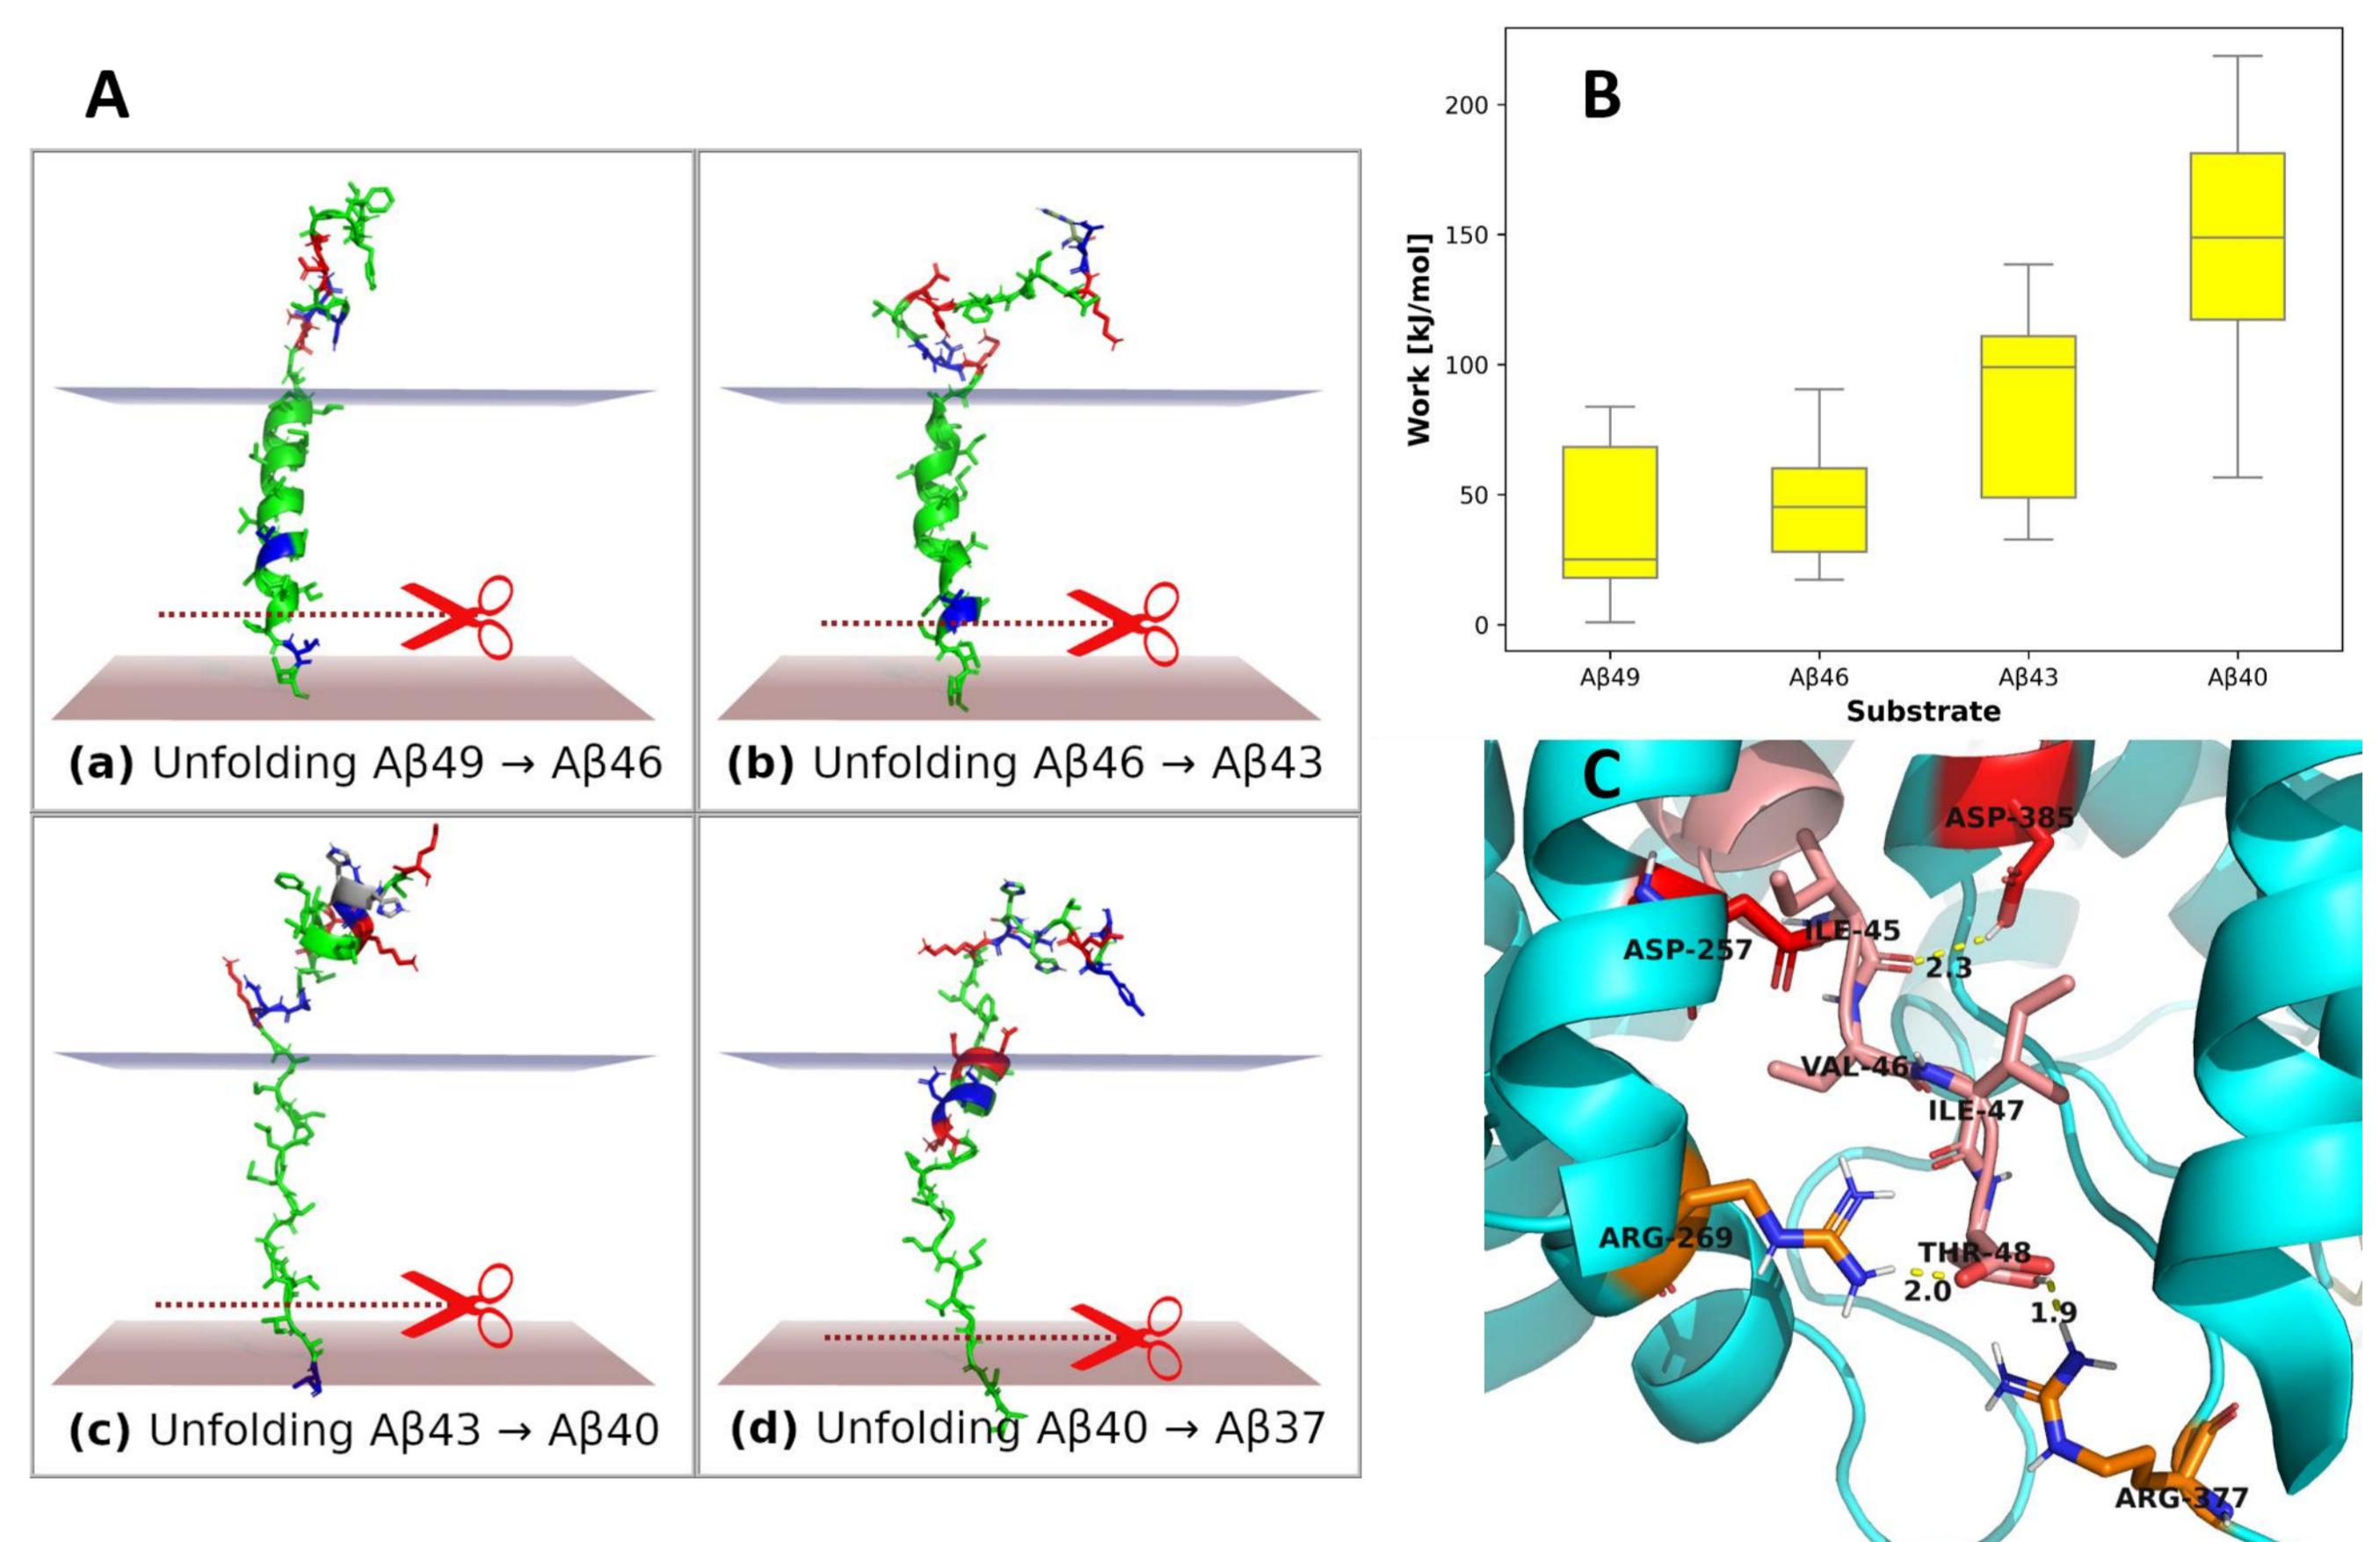 A
(a) Unfolding Aβ49 → Aβ46
(b) Unfolding Aβ46 → Aβ43
(c) Unfolding Aβ43 → Aβ40
(d) Unfolding Aβ40 → Aβ37
B
Work [kJ/mol]
200
150
100
50
0
Aβ49 Aβ46 Aβ43 Aβ40
Substrate
C
ASP-385
ASP-257
ILE-45
2.3
VAL-46
ILE-47
ARG-269
THR-48
2.0
1.9
ARG-377